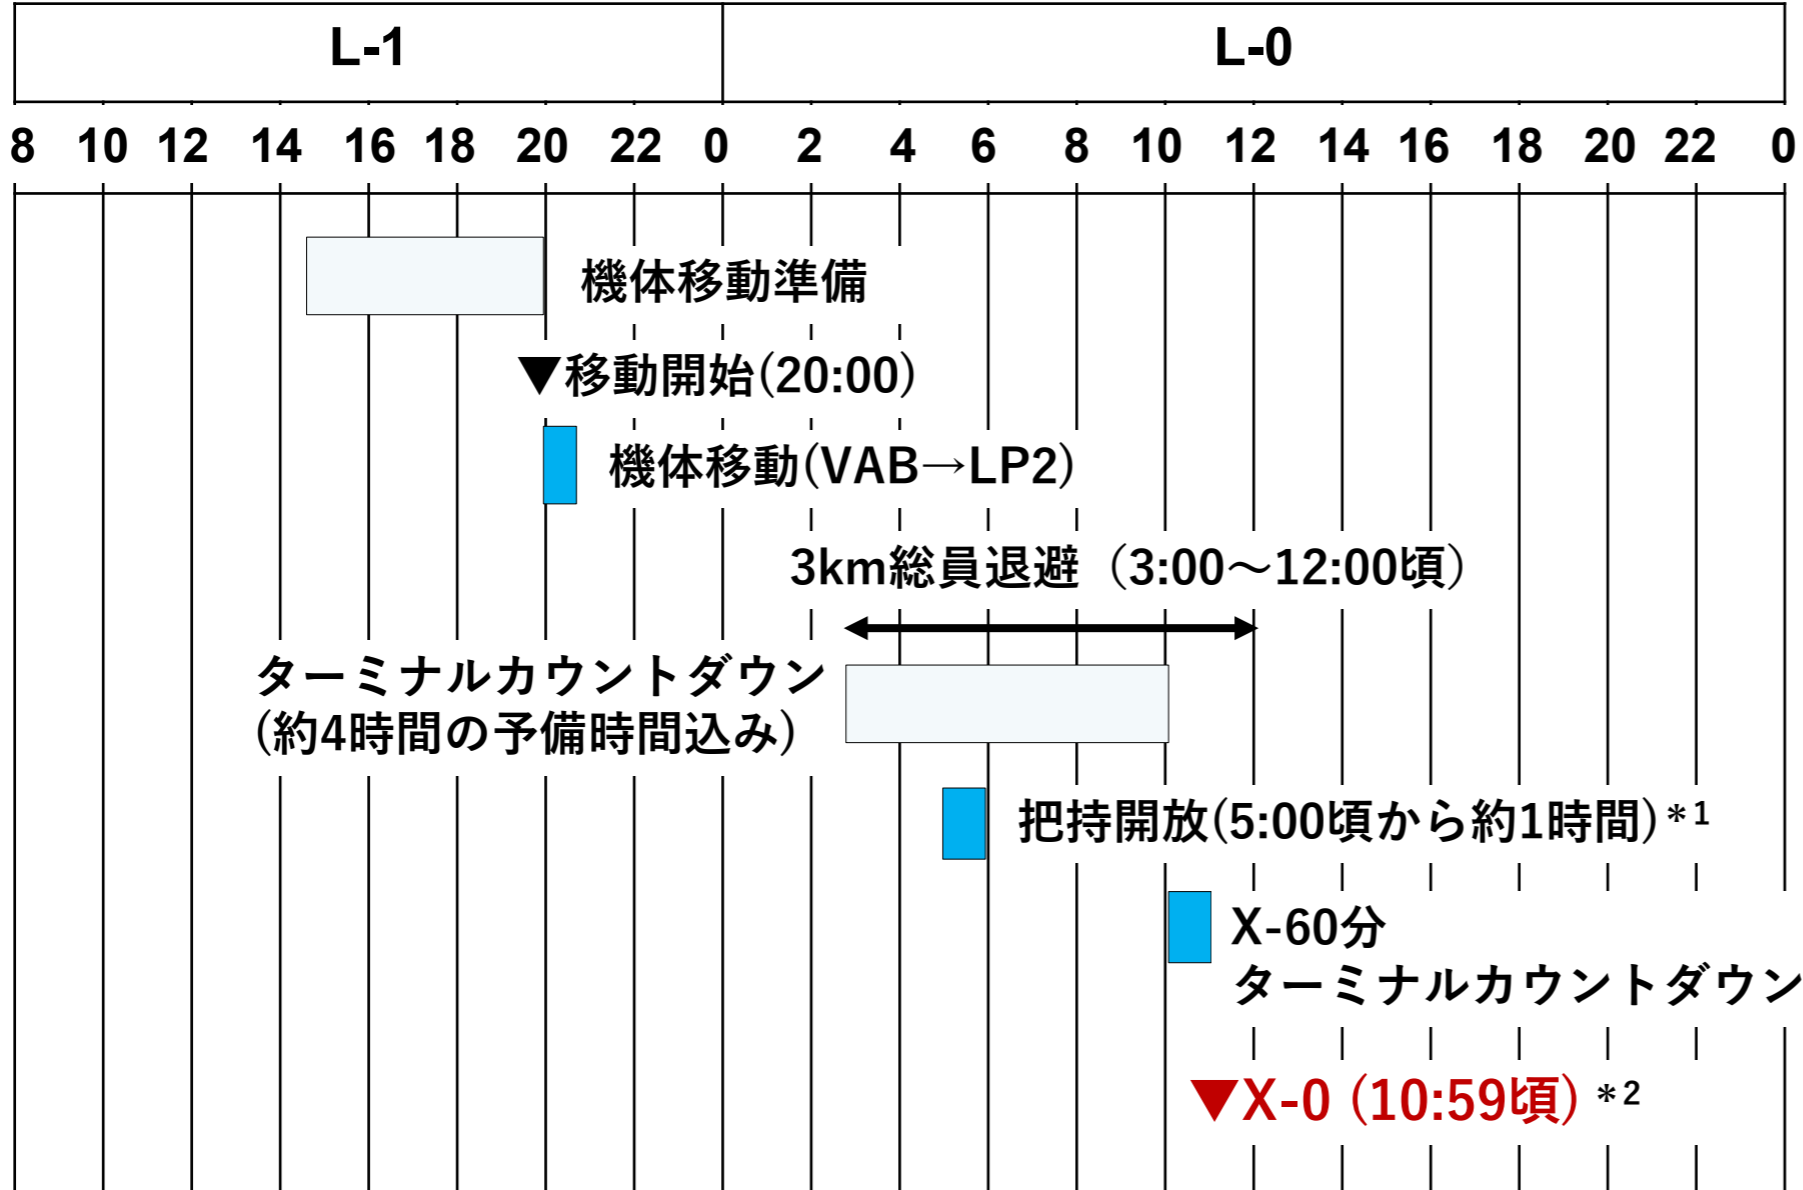 L-1 L-0
8 10 12 14 16 18 20 22 0 2 4 6 8 10 12 14 16 18 20 22 0
機体移動準備
▼移動開始(20:00)
機体移動(VAB→LP2)
3km総員退避（3:00～12:00頃）
ターミナルカウントダウン
(約4時間の予備時間込み)
把持開放(5:00頃から約1時間)*1
X-60分
ターミナルカウントダウン
▼X-0 (10:59頃) *2